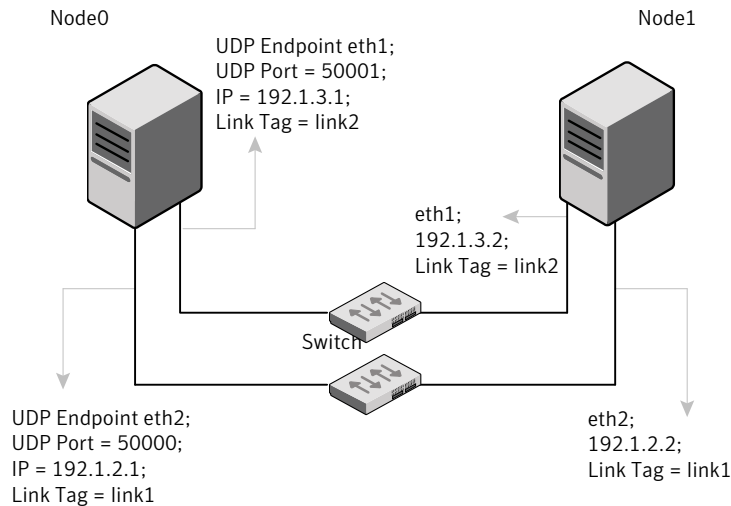 Node0
Node1
UDP Endpoint eth1;
UDP Port = 50001;
IP = 192.1.3.1;
Link Tag = link2
eth1;
192.1.3.2;
Link Tag = link2
Switch
UDP Endpoint eth2;
UDP Port = 50000;
IP = 192.1.2.1;
Link Tag = link1
eth2;
192.1.2.2;
Link Tag = link1